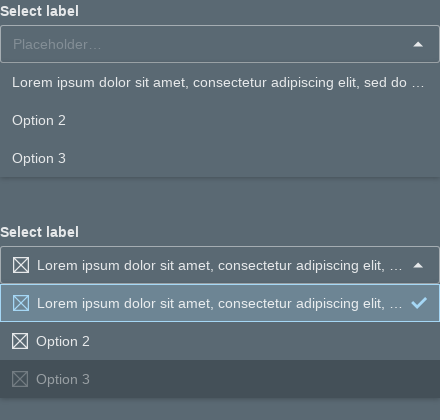 Select label
Placeholder…
Lorem ipsum dolor sit amet, consectetur adipiscing elit, sed do …
Option 2
Option 3
Select label
Lorem ipsum dolor sit amet, consectetur adipiscing elit, …
Lorem ipsum dolor sit amet, consectetur adipiscing elit, …
Option 2
Option 3